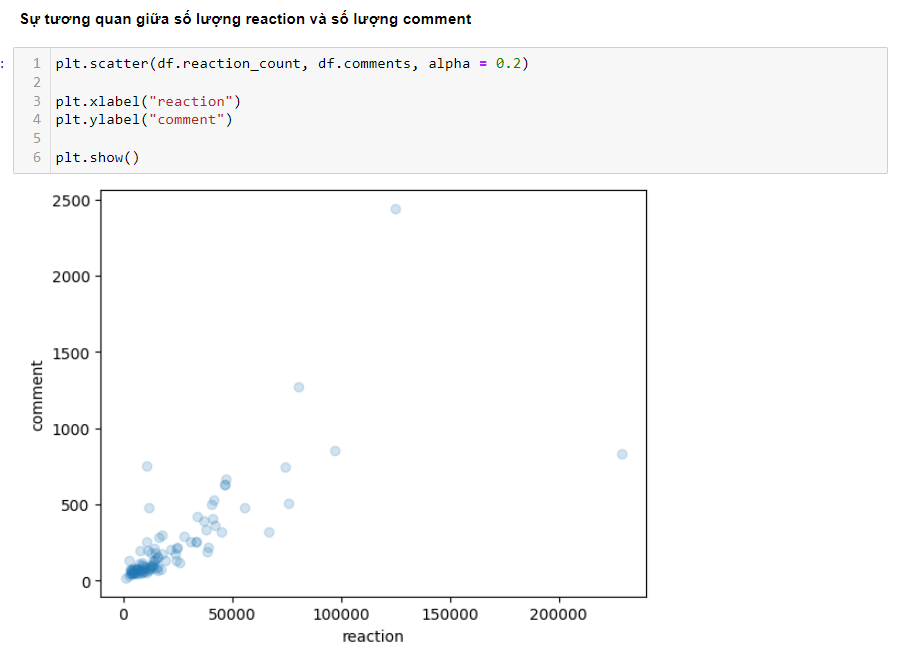 Sự tương quan giữa số lượng reaction và số lượng comment
:
1 plt.scatter(df.reaction_count, df.comments, alpha = 0.2)
2
3 plt.xlabel("reaction")
4 plt.ylabel("comment")
5
6 plt.show()
2500
2000
1500
1000
500
0
comment
0 50000 100000 150000 200000
reaction